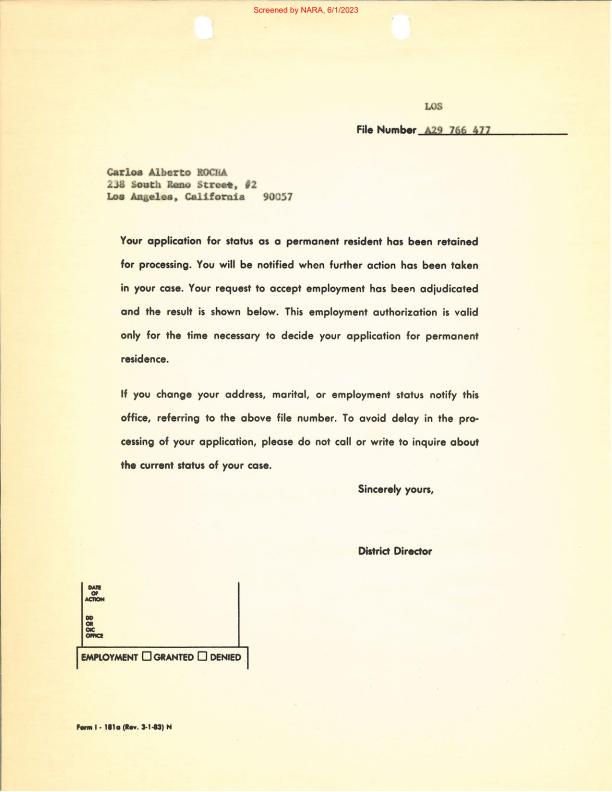 Screened by NARA, 6/1/2023
LOS
File Number A29 766 477
Carlos Alberto ROCHA
238 South Reno Street, #2
Los Angeles, California 90057
Your application for status as a permanent resident has been retained
for processing. You will be notified when further action has been taken
in your case. Your request to accept employment has been adjudicated
and the result is shown below. This employment authorization is valid
only for the time necessary to decide your application for permanent
residence.
If you change your address, marital, or employment status notify this
office, referring to the above file number. To avoid delay in the pro-
cessing of your application, please do not call or write to inquire about
the current status of your case.
Sincerely yours,
District Director
DATE
OF
ACTION
DD
OR
OIC
OFFICE
EMPLOYMENT ☐ GRANTED ☐ DENIED
Form I - 181a (Rev. 3-1-83) N